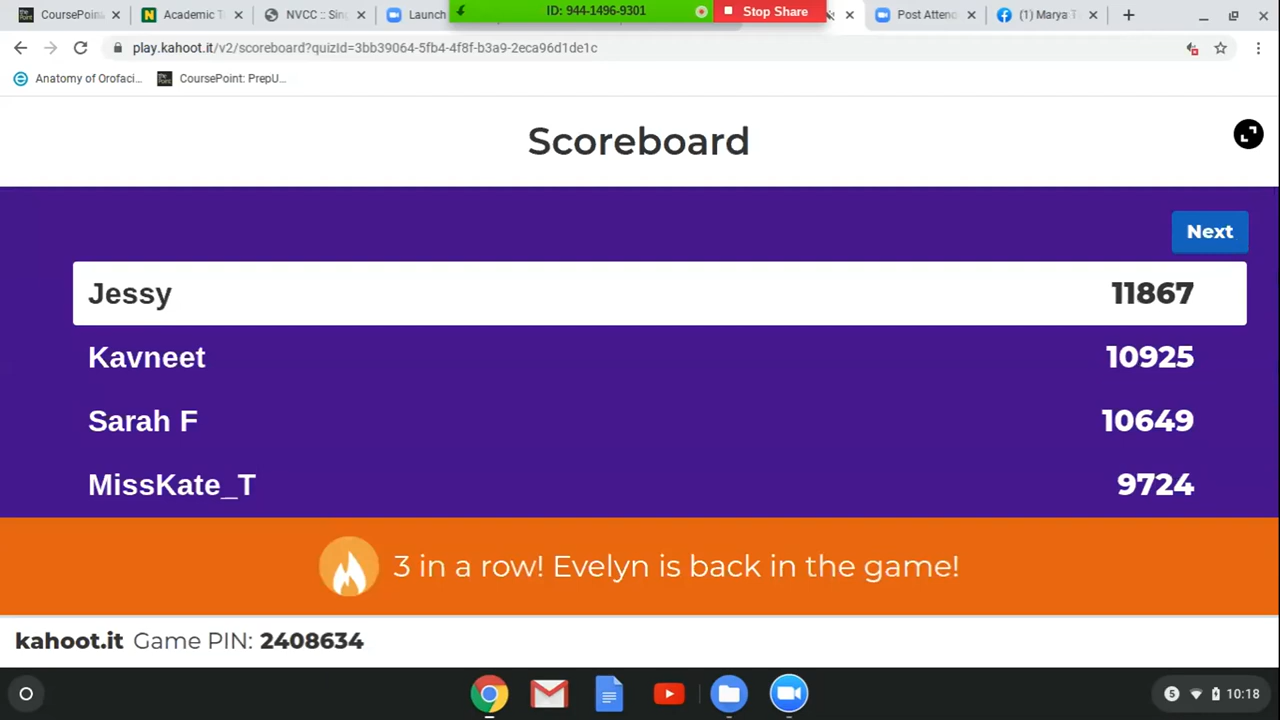 CoursePoin
Academic T
NVCC :: Sin
Launch
ID: 944-1496-9301
Stop Share
Post Attend
(1) Marya T
play.kahoot.it/v2/scoreboard?quizId=3bb39064-5fb4-4f8f-b3a9-2eca96d1de1c
Anatomy of Orofaci...
CoursePoint: PrepU...
Scoreboard
Next
Jessy 11867
Kavneet 10925
Sarah F 10649
MissKate_T 9724
3 in a row! Evelyn is back in the game!
kahoot.it Game PIN: 2408634
5 10:18